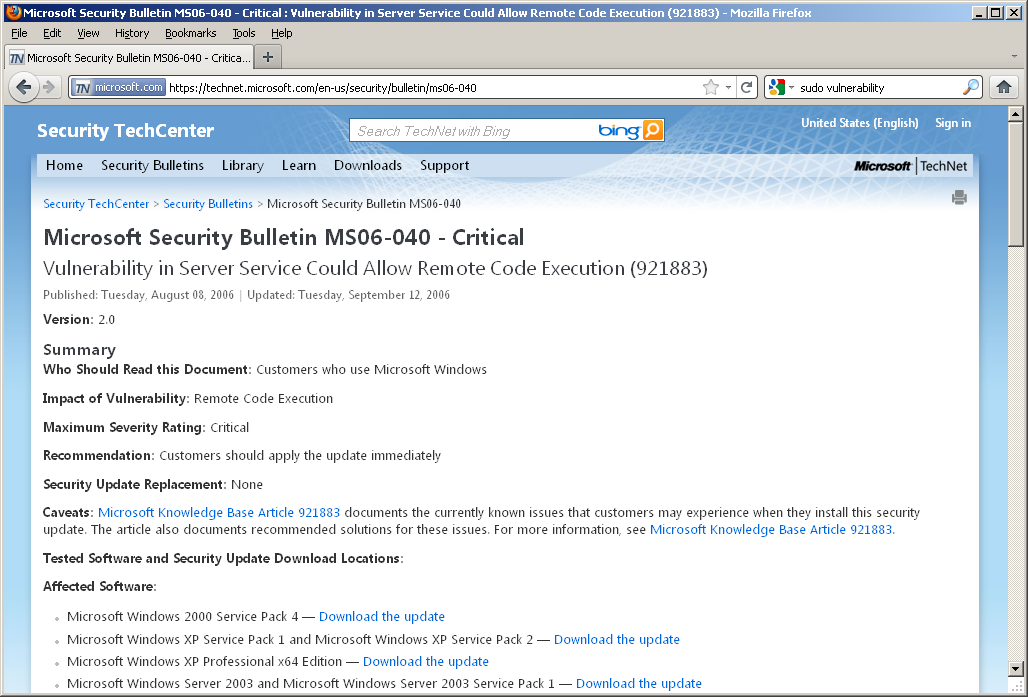 Microsoft Security Bulletin MS06-040 - Critical : Vulnerability in Server Service Could Allow Remote Code Execution (921883) - Mozilla Firefox
File Edit View History Bookmarks Tools Help
TN Microsoft Security Bulletin MS06-040 - Critica... +
TN microsoft.com https://technet.microsoft.com/en-us/security/bulletin/ms06-040 sudo vulnerability
Security TechCenter Search TechNet with Bing bing United States (English) Sign in
Home Security Bulletins Library Learn Downloads Support Microsoft | TechNet
Security TechCenter > Security Bulletins > Microsoft Security Bulletin MS06-040
Microsoft Security Bulletin MS06-040 - Critical
Vulnerability in Server Service Could Allow Remote Code Execution (921883)
Published: Tuesday, August 08, 2006 | Updated: Tuesday, September 12, 2006
Version: 2.0
Summary
Who Should Read this Document: Customers who use Microsoft Windows
Impact of Vulnerability: Remote Code Execution
Maximum Severity Rating: Critical
Recommendation: Customers should apply the update immediately
Security Update Replacement: None
Caveats: Microsoft Knowledge Base Article 921883 documents the currently known issues that customers may experience when they install this security
update. The article also documents recommended solutions for these issues. For more information, see Microsoft Knowledge Base Article 921883.
Tested Software and Security Update Download Locations:
Affected Software:
Microsoft Windows 2000 Service Pack 4 — Download the update
Microsoft Windows XP Service Pack 1 and Microsoft Windows XP Service Pack 2 — Download the update
Microsoft Windows XP Professional x64 Edition — Download the update
Microsoft Windows Server 2003 and Microsoft Windows Server 2003 Service Pack 1 — Download the update